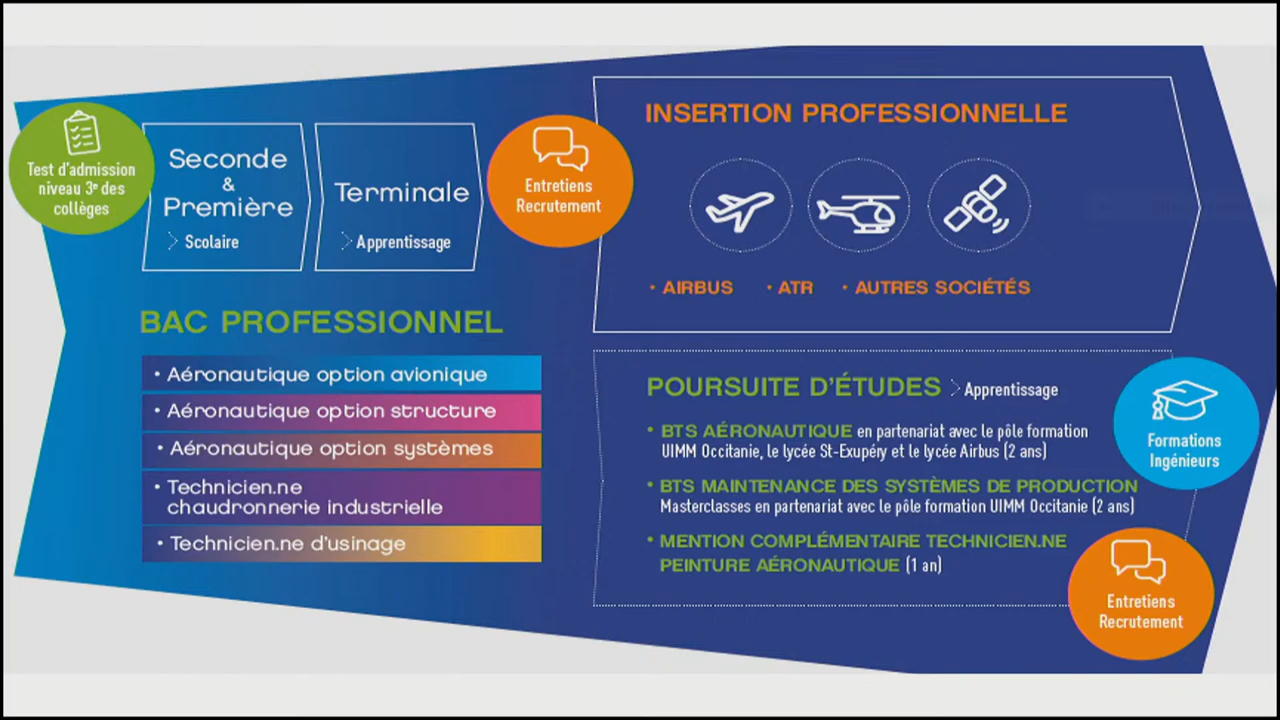 Test d'admission
niveau 3e des
collèges
Seconde
&
Première
Scolaire
Terminale
Apprentissage
Entretiens
Recrutement
BAC PROFESSIONNEL
• Aéronautique option avionique
• Aéronautique option structure
• Aéronautique option systèmes
• Technicien.ne
chaudronnerie industrielle
• Technicien.ne d'usinage
INSERTION PROFESSIONNELLE
• AIRBUS • ATR • AUTRES SOCIÉTÉS
POURSUITE D'ÉTUDES Apprentissage
• BTS AÉRONAUTIQUE en partenariat avec le pôle formation
UIMM Occitanie, le lycée St-Exupéry et le lycée Airbus (2 ans)
• BTS MAINTENANCE DES SYSTÈMES DE PRODUCTION
Masterclasses en partenariat avec le pôle formation UIMM Occitanie (2 ans)
• MENTION COMPLÉMENTAIRE TECHNICIEN.NE
PEINTURE AÉRONAUTIQUE (1 an)
Formations
Ingénieurs
Entretiens
Recrutement